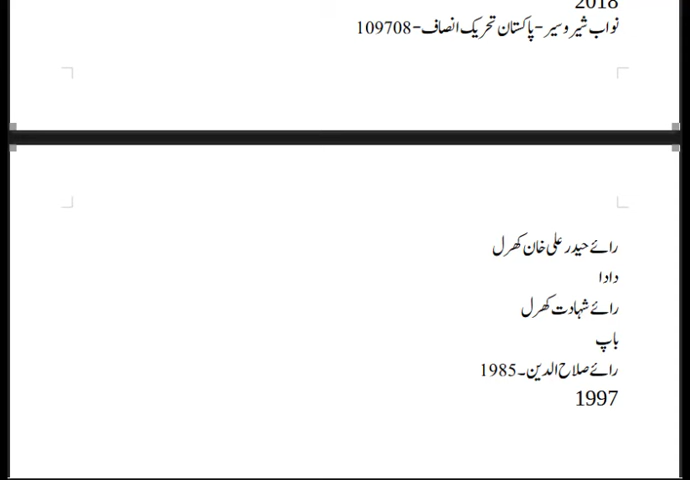 2018
نواب شیر وسیر-پاکستان تحریک انصاف-109708
رائے حیدر علی خان کھرل
دادا
رائے شہادت کھرل
باپ
رائے صلاح الدین۔1985
1997